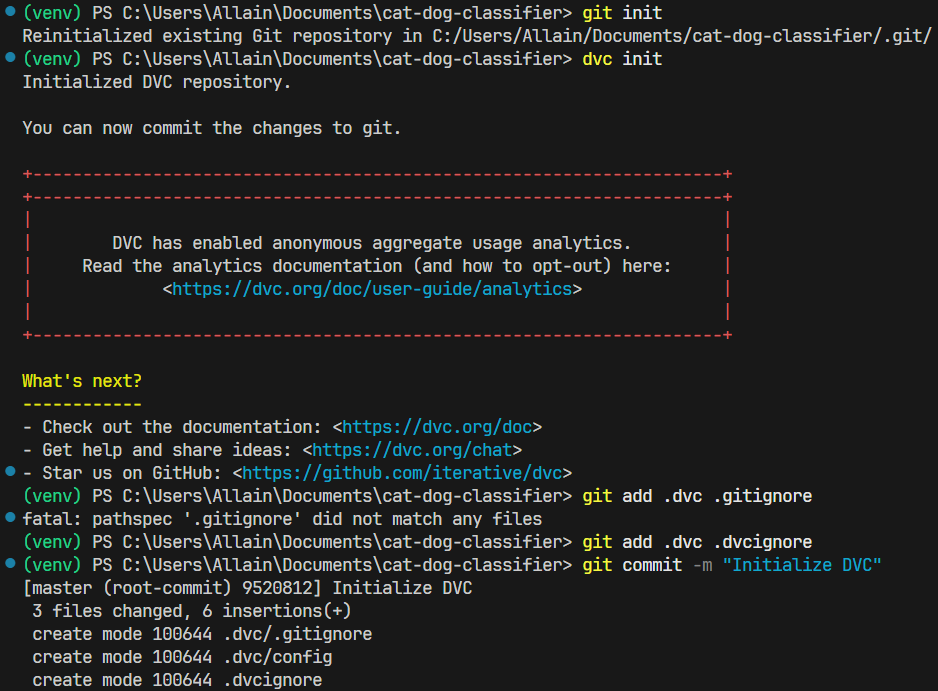 (venv) PS C:\Users\Allain\Documents\cat-dog-classifier> git init
Reinitialized existing Git repository in C:/Users/Allain/Documents/cat-dog-classifier/.git/
(venv) PS C:\Users\Allain\Documents\cat-dog-classifier> dvc init
Initialized DVC repository.
You can now commit the changes to git.
+---------------------------------------------------------------------+
+---------------------------------------------------------------------+
|                                                                     |
|        DVC has enabled anonymous aggregate usage analytics.         |
|     Read the analytics documentation (and how to opt-out) here:     |
|             <https://dvc.org/doc/user-guide/analytics>              |
|                                                                     |
+---------------------------------------------------------------------+
What's next?
------------
- Check out the documentation: <https://dvc.org/doc>
- Get help and share ideas: <https://dvc.org/chat>
- Star us on GitHub: <https://github.com/iterative/dvc>
(venv) PS C:\Users\Allain\Documents\cat-dog-classifier> git add .dvc .gitignore
fatal: pathspec '.gitignore' did not match any files
(venv) PS C:\Users\Allain\Documents\cat-dog-classifier> git add .dvc .dvcignore
(venv) PS C:\Users\Allain\Documents\cat-dog-classifier> git commit -m "Initialize DVC"
[master (root-commit) 9520812] Initialize DVC
 3 files changed, 6 insertions(+)
 create mode 100644 .dvc/.gitignore
 create mode 100644 .dvc/config
 create mode 100644 .dvcignore